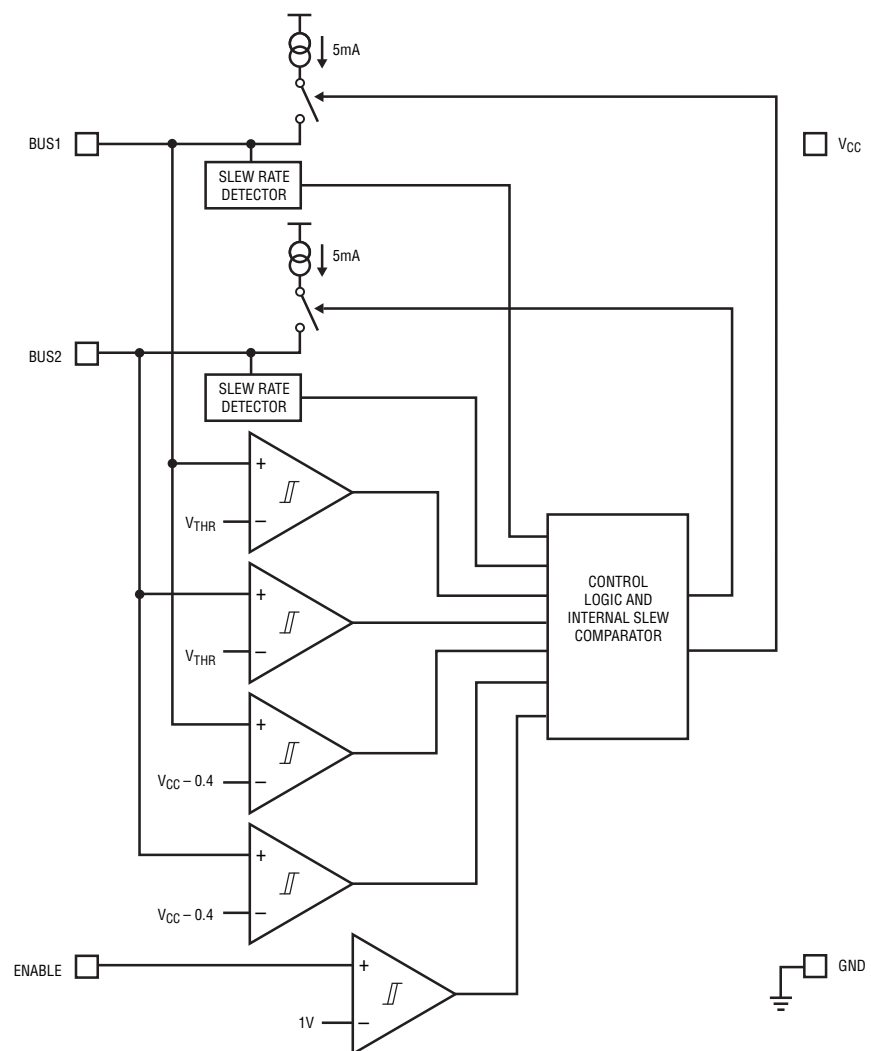 5mA
BUS1
VCC
SLEW RATE
DETECTOR
5mA
BUS2
SLEW RATE
DETECTOR
+
VTHR –
+
VTHR –
CONTROL
LOGIC AND
INTERNAL SLEW
COMPARATOR
+
VCC – 0.4 –
+
VCC – 0.4 –
ENABLE
+
GND
1V –